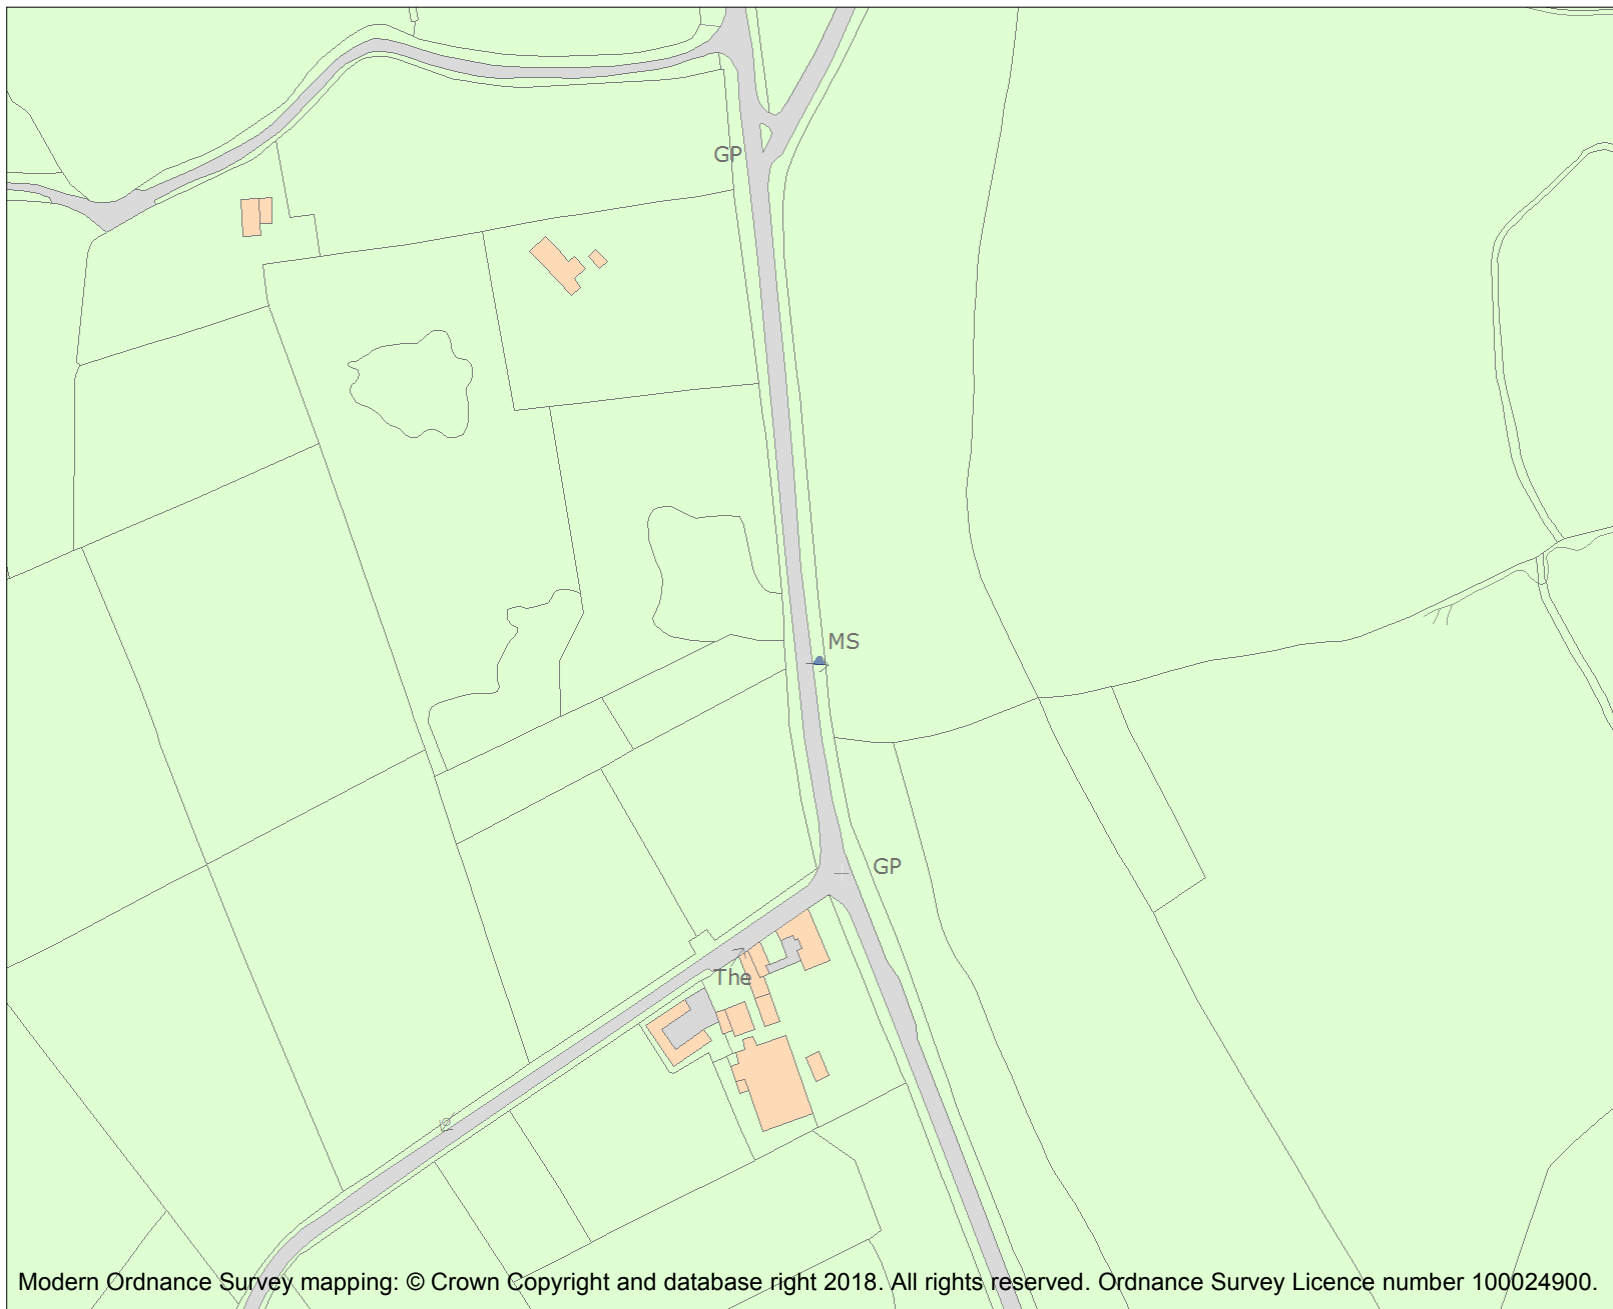 GP
MS
GP
The
Modern Ordnance Survey mapping: © Crown Copyright and database right 2018. All rights reserved. Ordnance Survey Licence number 100024900.